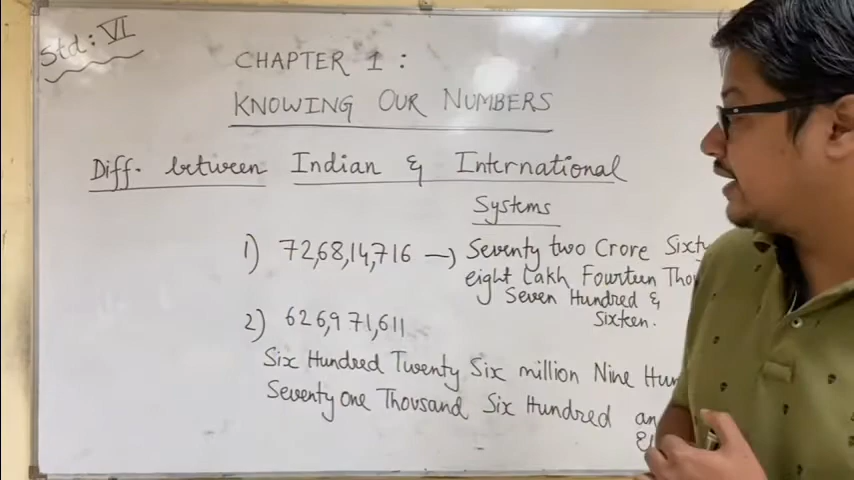 Std: VI
CHAPTER 1 :
KNOWING OUR NUMBERS
Diff. between Indian & International
Systems
1) 72,68,14,716 → Seventy two Crore Sixty
eight Lakh Fourteen Thou
Seven Hundred &
Sixteen.
2) 626,971,611
Six Hundred Twenty Six million Nine Hun
Seventy One Thousand Six Hundred an